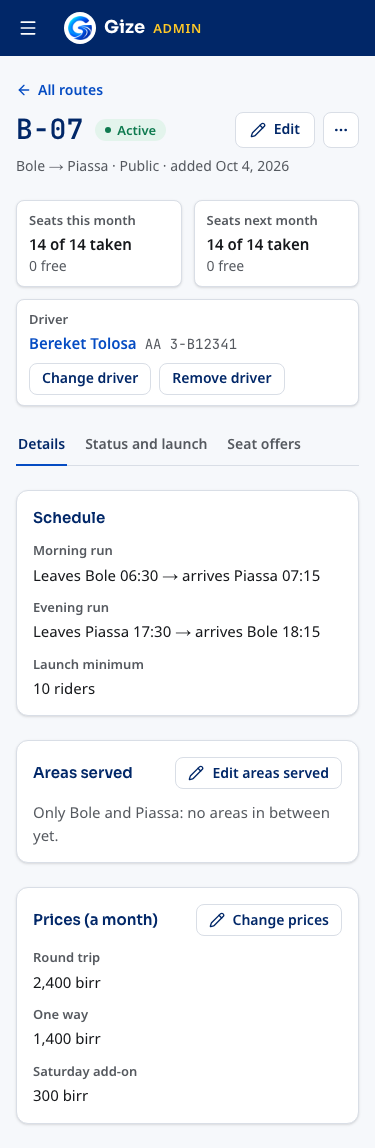 Gize ADMIN
← All routes
B-07 Active Edit ...
Bole → Piassa · Public · added Oct 4, 2026
Seats this month
14 of 14 taken
0 free
Seats next month
14 of 14 taken
0 free
Driver
Bereket Tolosa AA 3-B12341
Change driver Remove driver
Details Status and launch Seat offers
Schedule
Morning run
Leaves Bole 06:30 → arrives Piassa 07:15
Evening run
Leaves Piassa 17:30 → arrives Bole 18:15
Launch minimum
10 riders
Areas served Edit areas served
Only Bole and Piassa: no areas in between
yet.
Prices (a month) Change prices
Round trip
2,400 birr
One way
1,400 birr
Saturday add-on
300 birr